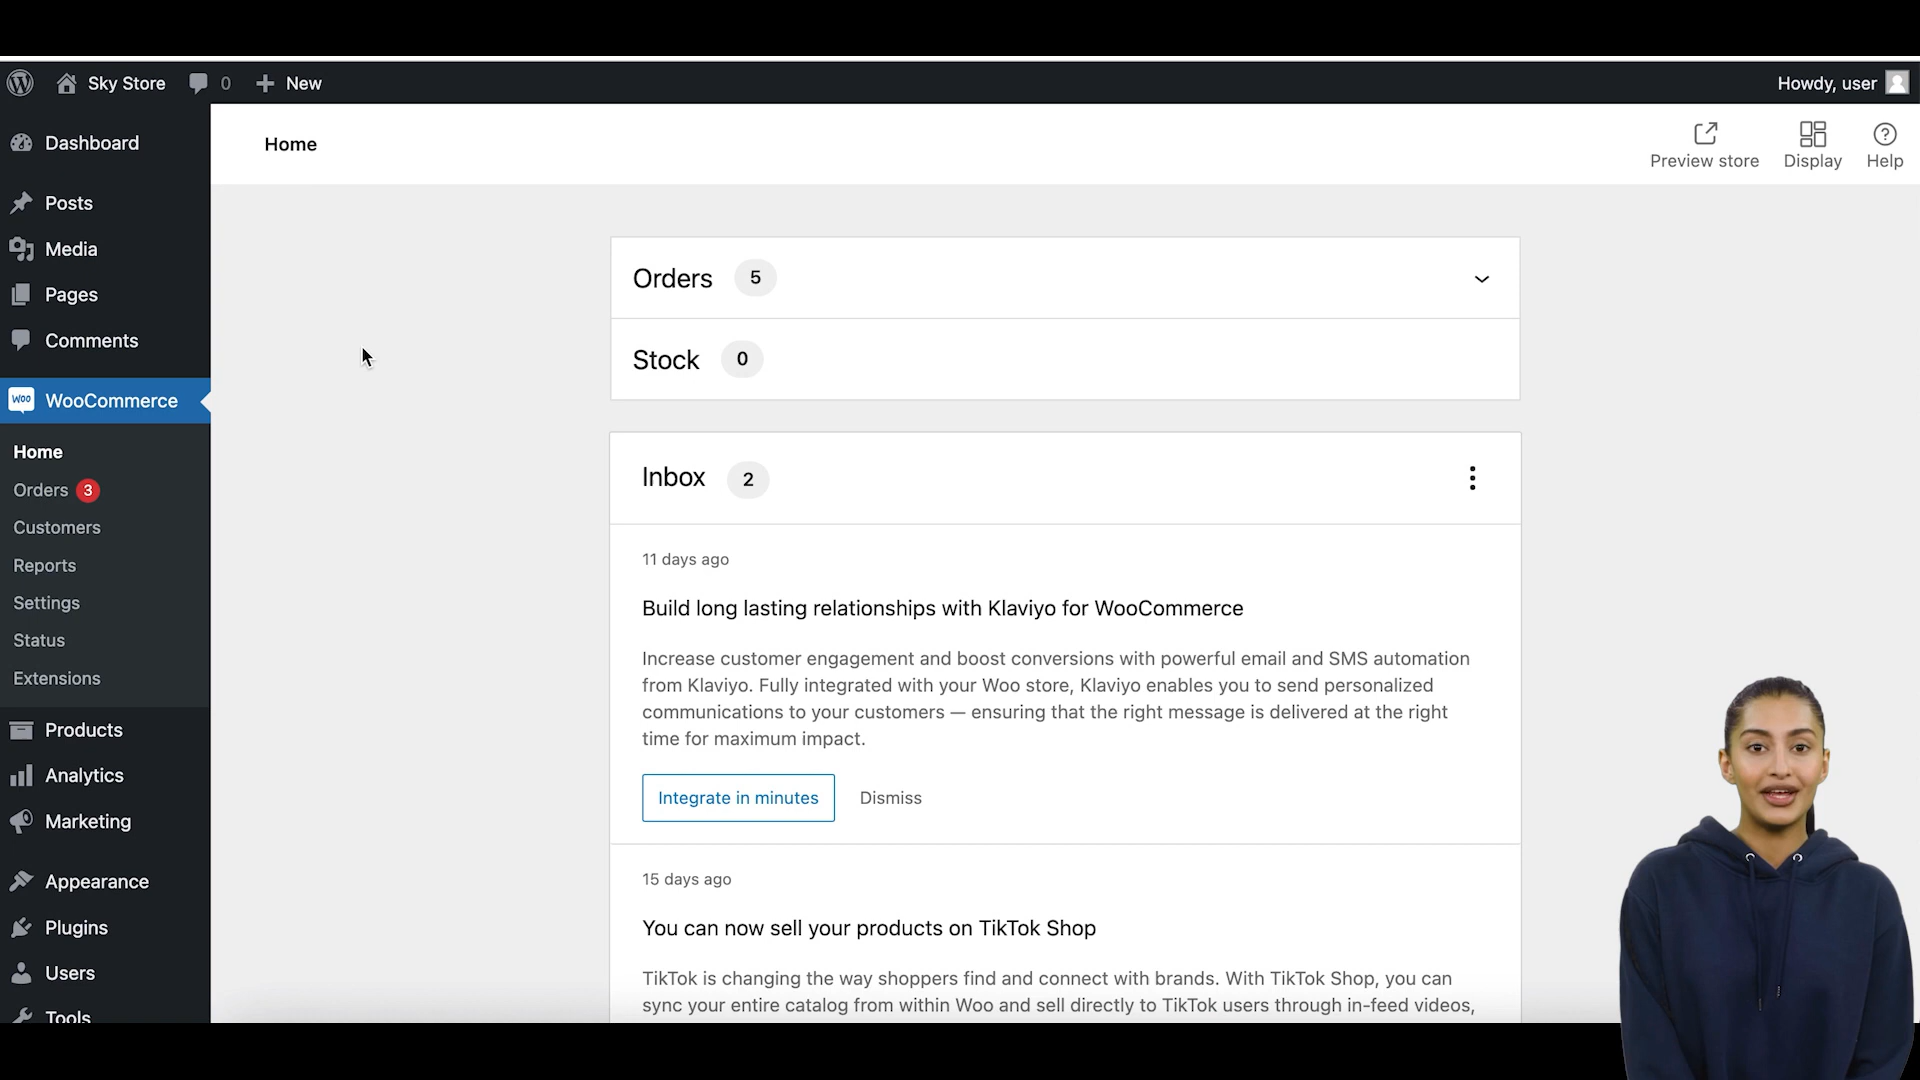 Sky Store
0
New
Howdy, user
Dashboard
Posts
Media
Pages
Comments
Woo
WooCommerce
Home
Orders 3
Customers
Reports
Settings
Status
Extensions
Products
Analytics
Marketing
Appearance
Plugins
Users
Tools
Home
Preview store
Display
Help
Orders 5
Stock 0
Inbox 2
11 days ago
Build long lasting relationships with Klaviyo for WooCommerce
Increase customer engagement and boost conversions with powerful email and SMS automation
from Klaviyo. Fully integrated with your Woo store, Klaviyo enables you to send personalized
communications to your customers — ensuring that the right message is delivered at the right
time for maximum impact.
Integrate in minutes
Dismiss
15 days ago
You can now sell your products on TikTok Shop
TikTok is changing the way shoppers find and connect with brands. With TikTok Shop, you can
sync your entire catalog from within Woo and sell directly to TikTok users through in-feed videos,